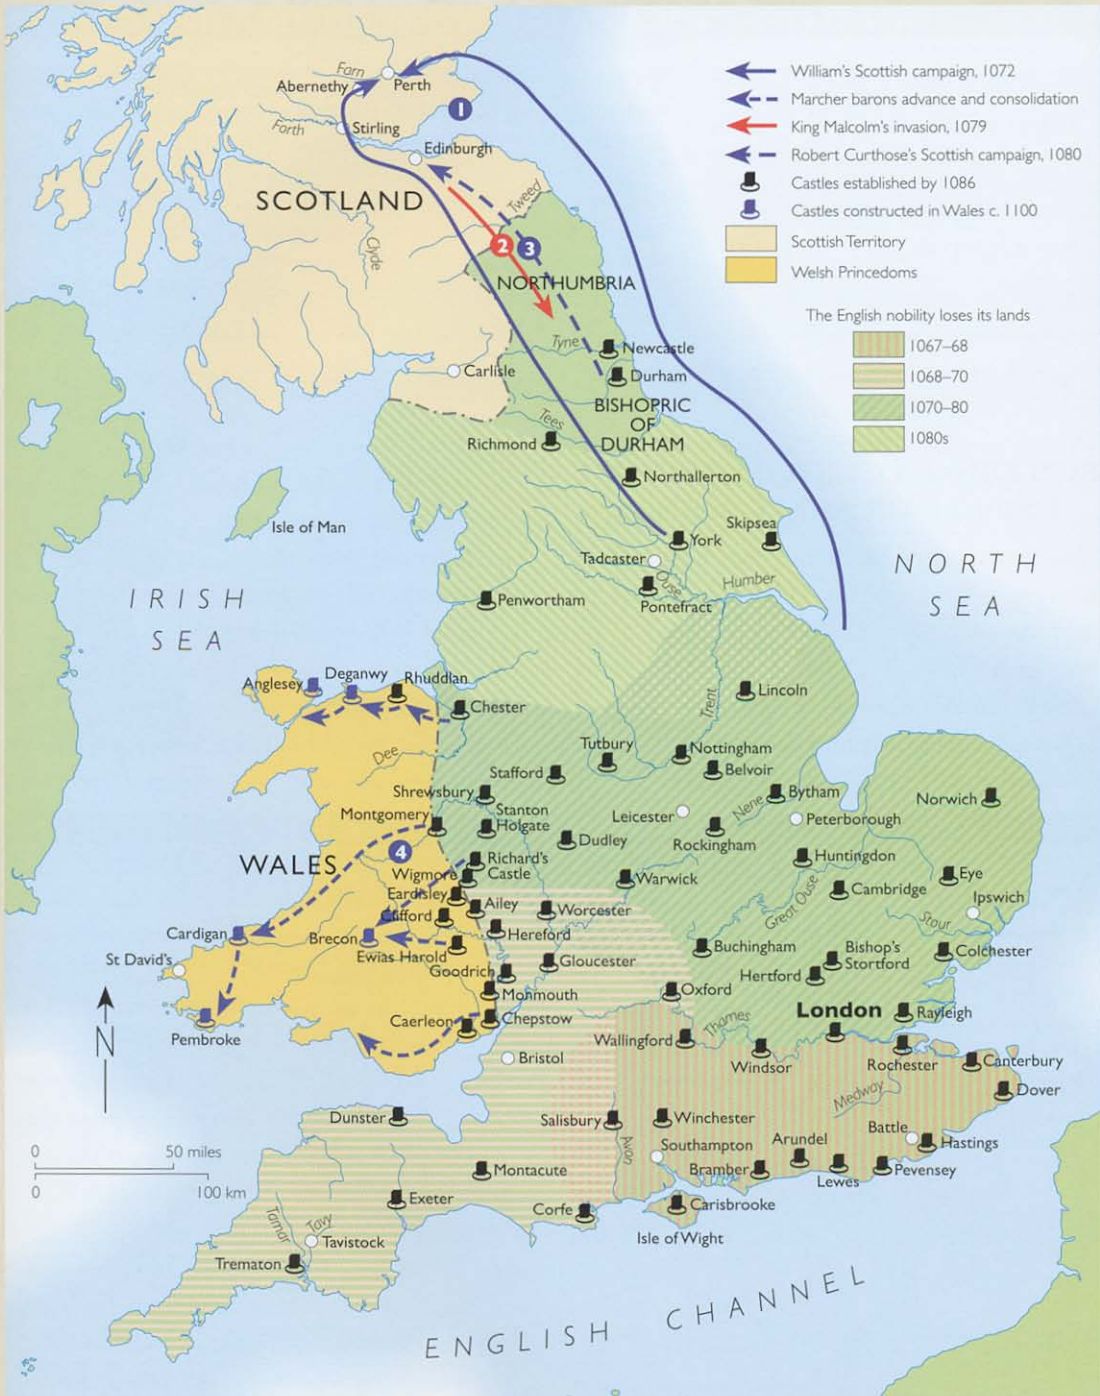 Farn
Abernethy
Perth
1
Forth
Stirling
Edinburgh
SCOTLAND
Tweed
Clyde
2
3
NORTHUMBRIA
Tyne
Newcastle
Carlisle
Durham
BISHOPRIC
OF
DURHAM
Tees
Richmond
Northallerton
Skipsea
York
Isle of Man
Tadcaster
Ouse
Humber
Pontefract
Penwortham
IRISH
SEA
NORTH
SEA
William's Scottish campaign, 1072
Marcher barons advance and consolidation
King Malcolm's invasion, 1079
Robert Curthose's Scottish campaign, 1080
Castles established by 1086
Castles constructed in Wales c. 1100
Scottish Territory
Welsh Princedoms
The English nobility loses its lands
1067–68
1068–70
1070–80
1080s
Anglesey
Deganwy
Rhuddlan
Chester
Lincoln
Trent
Dee
Tutbury
Nottingham
Stafford
Belvoir
Shrewsbury
Bytham
Norwich
Montgomery
Stanton
Holgate
Leicester
Nene
Peterborough
Dudley
Rockingham
WALES
4
Richard's
Castle
Wigmore
Huntingdon
Warwick
Cambridge
Eye
Eardisley
Ailey
Worcester
Great Ouse
Ipswich
Clifford
Stour
Cardigan
Brecon
Hereford
Ewias Harold
Buchingham
Bishop's
Stortford
Colchester
St David's
Gloucester
Goodrich
Hertford
Monmouth
Oxford
London
Rayleigh
Pembroke
Caerleon
Chepstow
Wallingford
Thames
N
Bristol
Windsor
Rochester
Canterbury
Medway
Dover
Dunster
Salisbury
Winchester
Battle
Hastings
Avon
Southampton
Arundel
0
50 miles
0
100 km
Montacute
Bramber
Lewes
Pevensey
Exeter
Corfe
Carisbrooke
Isle of Wight
Tamar
Tavy
Tavistock
Trematon
ENGLISH CHANNEL